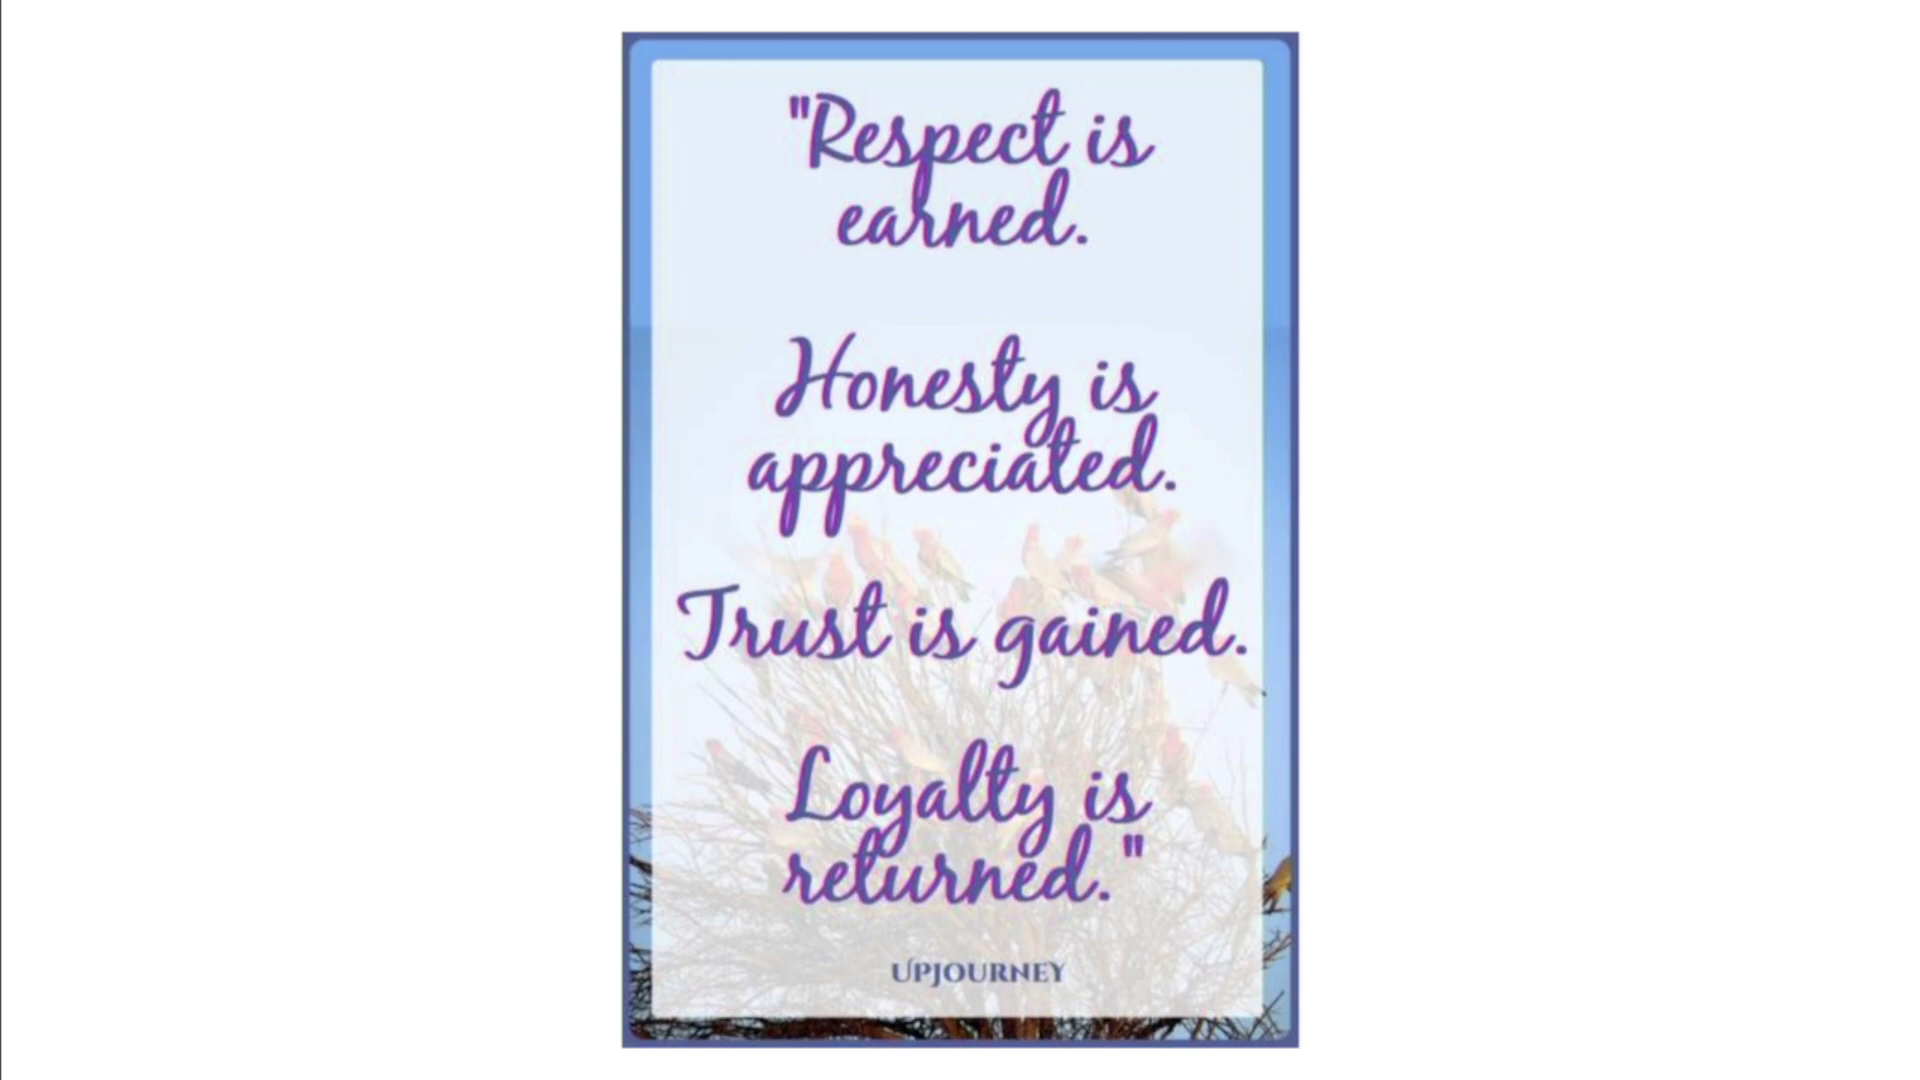 "Respect is
earned.
Honesty is
appreciated.
Trust is gained.
Loyalty is
returned."
UPJOURNEY